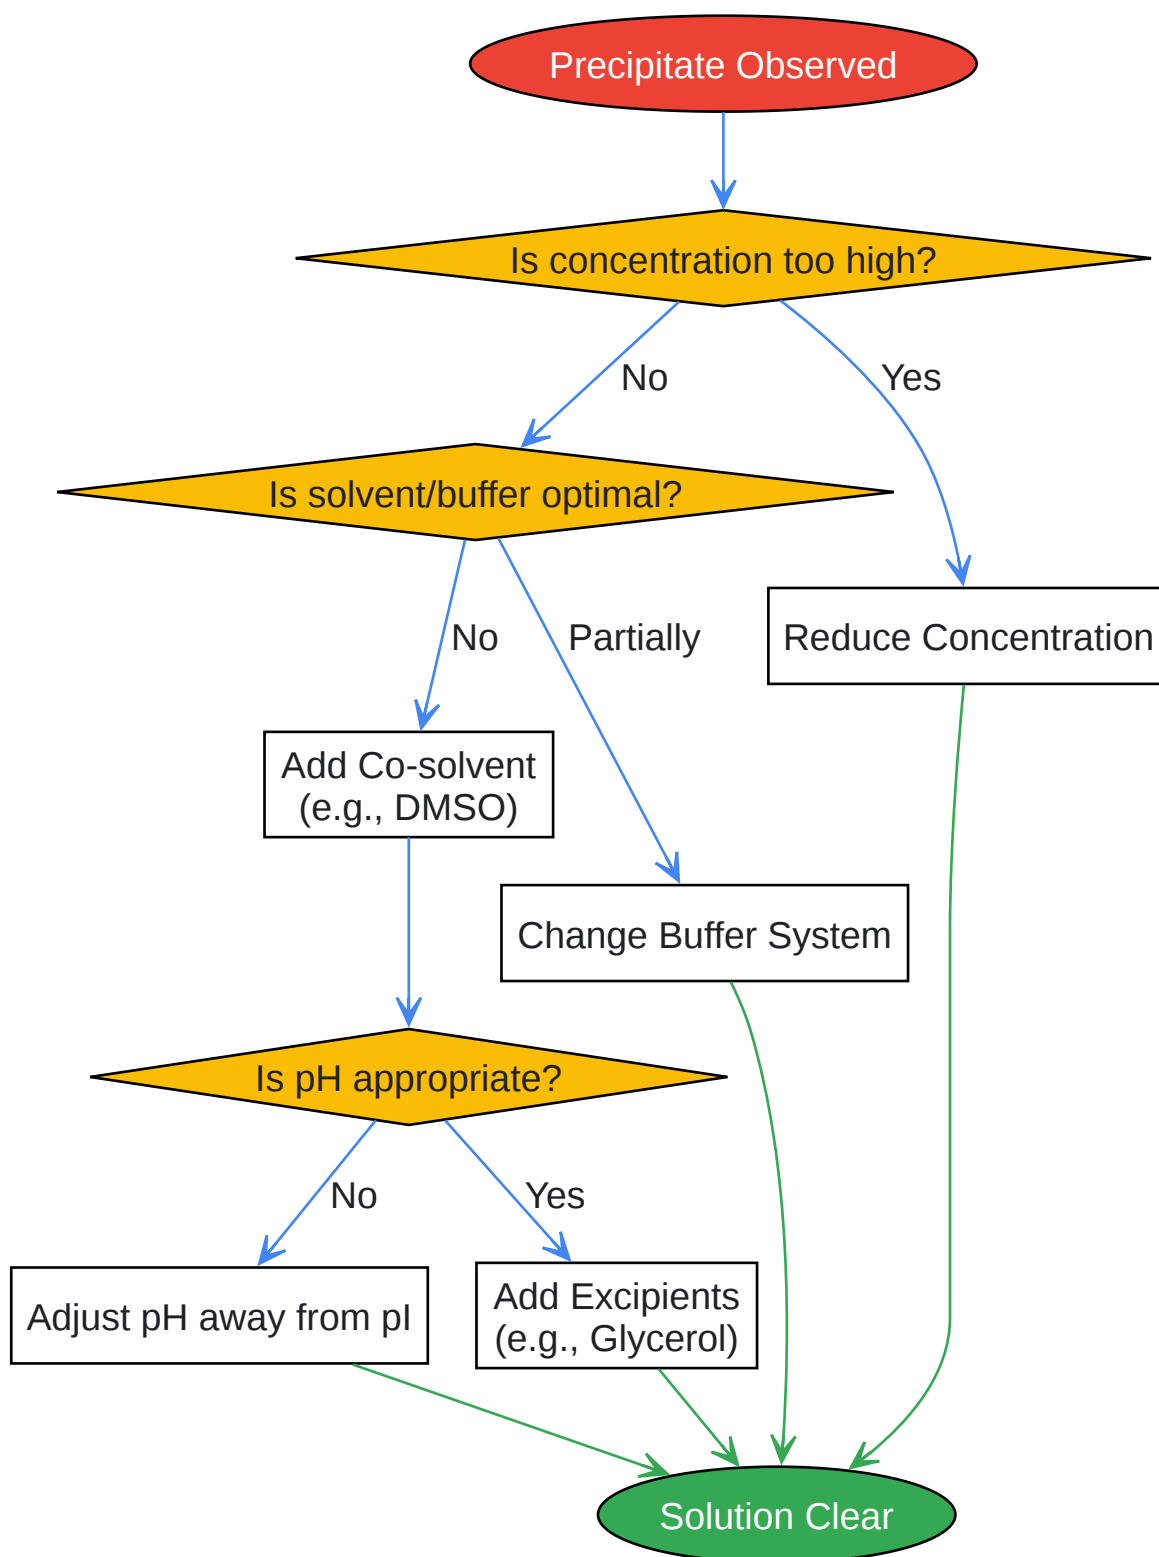 Precipitate Observed
Is concentration too high?
No
Yes
Is solvent/buffer optimal?
No
Partially
Reduce Concentration
Add Co-solvent
(e.g., DMSO)
Change Buffer System
Is pH appropriate?
No
Yes
Adjust pH away from pI
Add Excipients
(e.g., Glycerol)
Solution Clear